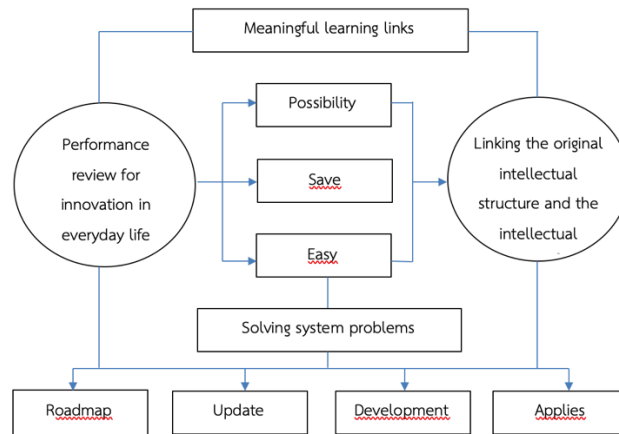 Meaningful learning links
Performance
review for
innovation in
everyday life
Possibility
Save
Easy
Linking the original
intellectual
structure and the
intellectual
Solving system problems
Roadmap
Update
Development
Applies